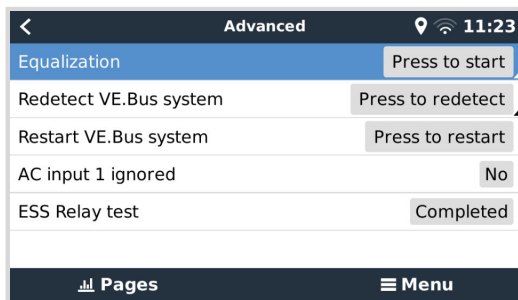 Advanced 11:23
Equalization Press to start
Redetect VE.Bus system Press to redetect
Restart VE.Bus system Press to restart
AC input 1 ignored No
ESS Relay test Completed
Pages Menu